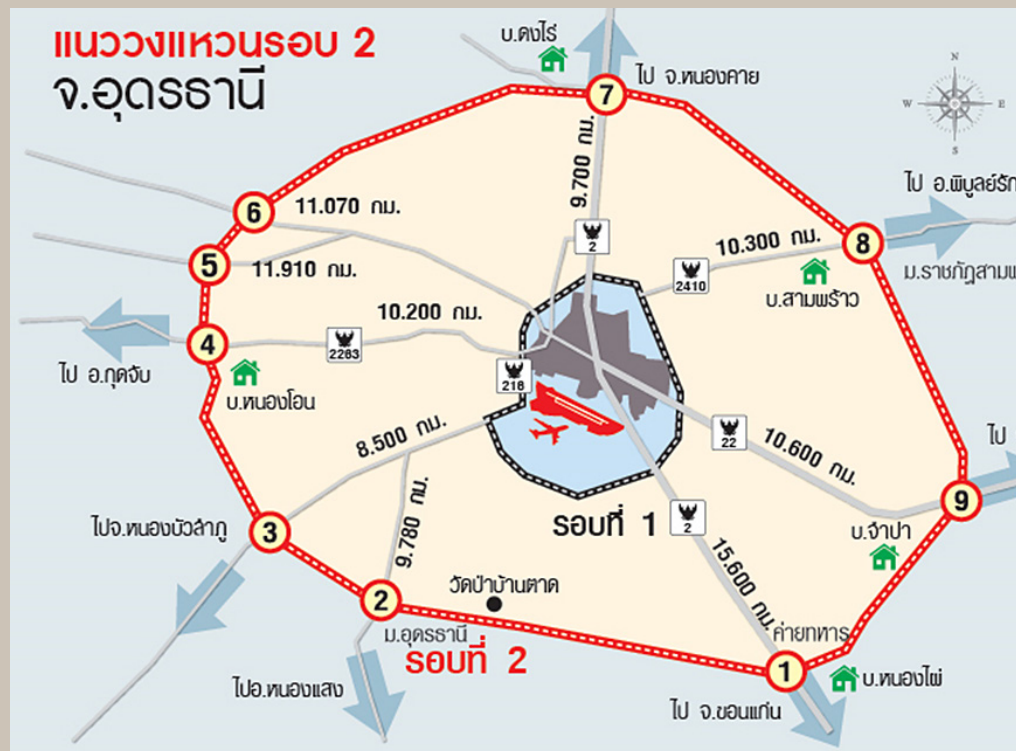 แนววงแหวนรอบ 2
จ.อุดรธานี
บ.ดงไร่
7
ไป จ.หนองคาย
N
W
E
S
9.700 กม.
ไป อ.พิบูลย์รัก
6
11.070 กม.
2
10.300 กม.
8
5
11.910 กม.
2410
บ.สามพร้าว
ม.ราชภัฏสามพ
10.200 กม.
4
2263
218
ไป อ.กุดจับ
บ.หนองโอน
8.500 กม.
22
10.600 กม.
ไป
9
9.780 กม.
รอบที่ 1
2
ไปจ.หนองบัวลำภู
3
บ.จำปา
15.600 กม.
วัดป่าบ้านตาด
2
ม.อุดรธานี
รอบที่ 2
ค่ายทหาร
1
บ.หนองไผ่
ไปอ.หนองแสง
ไป จ.ขอนแก่น